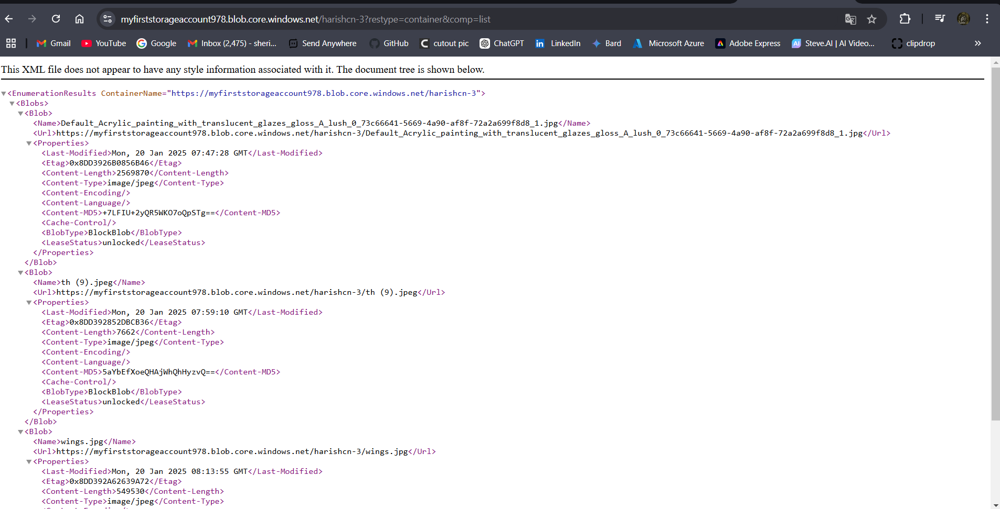 myfirststorageaccount978.blob.core.windows.net/harishcn-3?restype=container&comp=list
Gmail YouTube Google Inbox (2,475) - sheri... Send Anywhere GitHub cutout pic ChatGPT LinkedIn Bard Microsoft Azure Adobe Express Steve.AI | AI Video... clipdrop »
This XML file does not appear to have any style information associated with it. The document tree is shown below.
▼<EnumerationResults ContainerName="https://myfirststorageaccount978.blob.core.windows.net/harishcn-3">
▼<Blobs>
▼<Blob>
<Name>Default_Acrylic_painting_with_translucent_glazes_gloss_A_lush_0_73c66641-5669-4a90-af8f-72a2a699f8d8_1.jpg</Name>
<Url>https://myfirststorageaccount978.blob.core.windows.net/harishcn-3/Default_Acrylic_painting_with_translucent_glazes_gloss_A_lush_0_73c66641-5669-4a90-af8f-72a2a699f8d8_1.jpg</Url>
▼<Properties>
<Last-Modified>Mon, 20 Jan 2025 07:47:28 GMT</Last-Modified>
<Etag>0x8DD3926B0856B46</Etag>
<Content-Length>2569870</Content-Length>
<Content-Type>image/jpeg</Content-Type>
<Content-Encoding/>
<Content-Language/>
<Content-MD5>+7LFIU+2yQR5WKO7oQpSTg==</Content-MD5>
<Cache-Control/>
<BlobType>BlockBlob</BlobType>
<LeaseStatus>unlocked</LeaseStatus>
</Properties>
</Blob>
▼<Blob>
<Name>th (9).jpeg</Name>
<Url>https://myfirststorageaccount978.blob.core.windows.net/harishcn-3/th (9).jpeg</Url>
▼<Properties>
<Last-Modified>Mon, 20 Jan 2025 07:59:10 GMT</Last-Modified>
<Etag>0x8DD392852DBCB36</Etag>
<Content-Length>7662</Content-Length>
<Content-Type>image/jpeg</Content-Type>
<Content-Encoding/>
<Content-Language/>
<Content-MD5>5aYbEfXoeQHAjWhQhHyzvQ==</Content-MD5>
<Cache-Control/>
<BlobType>BlockBlob</BlobType>
<LeaseStatus>unlocked</LeaseStatus>
</Properties>
</Blob>
▼<Blob>
<Name>wings.jpg</Name>
<Url>https://myfirststorageaccount978.blob.core.windows.net/harishcn-3/wings.jpg</Url>
▼<Properties>
<Last-Modified>Mon, 20 Jan 2025 08:13:55 GMT</Last-Modified>
<Etag>0x8DD392A62639A72</Etag>
<Content-Length>549530</Content-Length>
<Content-Type>image/jpeg</Content-Type>